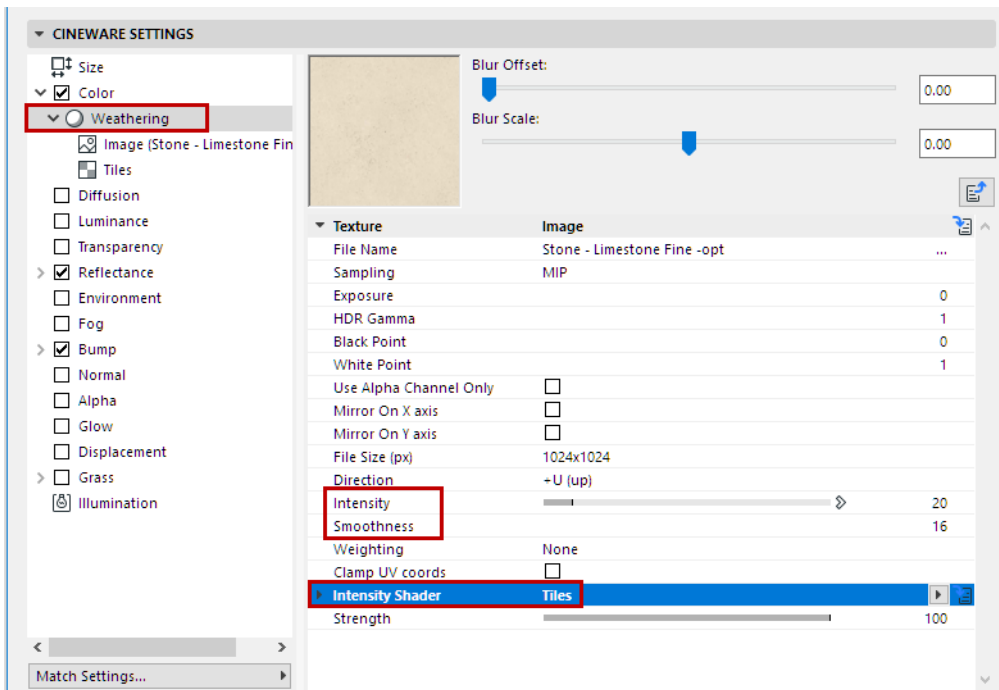 CINEWARE SETTINGS
Size
Color
Weathering
Image (Stone - Limestone Fin
Tiles
Diffusion
Luminance
Transparency
Reflectance
Environment
Fog
Bump
Normal
Alpha
Glow
Displacement
Grass
Illumination
Match Settings...
Blur Offset:
0.00
Blur Scale:
0.00
Texture Image
File Name Stone - Limestone Fine -opt ...
Sampling MIP
Exposure 0
HDR Gamma 1
Black Point 0
White Point 1
Use Alpha Channel Only
Mirror On X axis
Mirror On Y axis
File Size (px) 1024x1024
Direction +U (up)
Intensity 20
Smoothness 16
Weighting None
Clamp UV coords
Intensity Shader Tiles
Strength 100